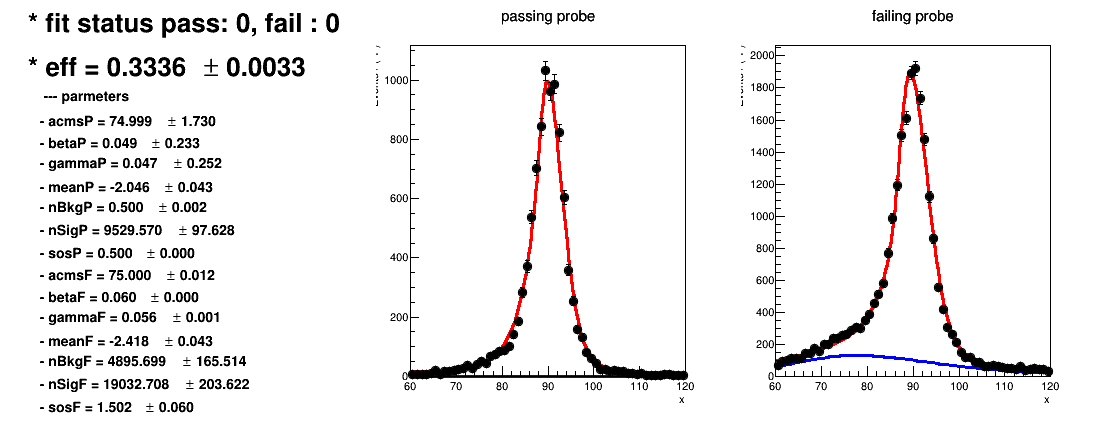 * fit status pass: 0, fail : 0
* eff = 0.3336 ± 0.0033
--- parmeters
- acmsP = 74.999 ± 1.730
- betaP = 0.049 ± 0.233
- gammaP = 0.047 ± 0.252
- meanP = -2.046 ± 0.043
- nBkgP = 0.500 ± 0.002
- nSigP = 9529.570 ± 97.628
- sosP = 0.500 ± 0.000
- acmsF = 75.000 ± 0.012
- betaF = 0.060 ± 0.000
- gammaF = 0.056 ± 0.001
- meanF = -2.418 ± 0.043
- nBkgF = 4895.699 ± 165.514
- nSigF = 19032.708 ± 203.622
- sosF = 1.502 ± 0.060
passing probe
1000
800
600
400
200
0
60 70 80 90 100 110 120
x
failing probe
2000
1800
1600
1400
1200
1000
800
600
400
200
0
60 70 80 90 100 110 120
x